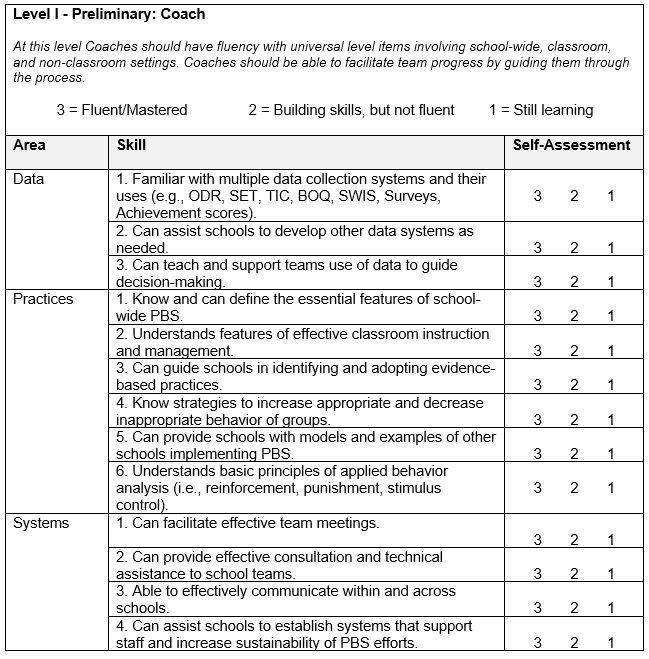 Level I - Preliminary: Coach
At this level Coaches should have fluency with universal level items involving school-wide, classroom,
and non-classroom settings. Coaches should be able to facilitate team progress by guiding them through
the process.
3 = Fluent/Mastered 2 = Building skills, but not fluent 1 = Still learning
Area Skill Self-Assessment
Data 1. Familiar with multiple data collection systems and their
uses (e.g., ODR, SET, TIC, BOQ, SWIS, Surveys, 3 2 1
Achievement scores).
2. Can assist schools to develop other data systems as
needed. 3 2 1
3. Can teach and support teams use of data to guide
decision-making. 3 2 1
Practices 1. Know and can define the essential features of school-
wide PBS. 3 2 1
2. Understands features of effective classroom instruction
and management. 3 2 1
3. Can guide schools in identifying and adopting evidence-
based practices. 3 2 1
4. Know strategies to increase appropriate and decrease
inappropriate behavior of groups. 3 2 1
5. Can provide schools with models and examples of other
schools implementing PBS. 3 2 1
6. Understands basic principles of applied behavior
analysis (i.e., reinforcement, punishment, stimulus 3 2 1
control).
Systems 1. Can facilitate effective team meetings.
3 2 1
2. Can provide effective consultation and technical
assistance to school teams. 3 2 1
3. Able to effectively communicate within and across
schools. 3 2 1
4. Can assist schools to establish systems that support
staff and increase sustainability of PBS efforts. 3 2 1